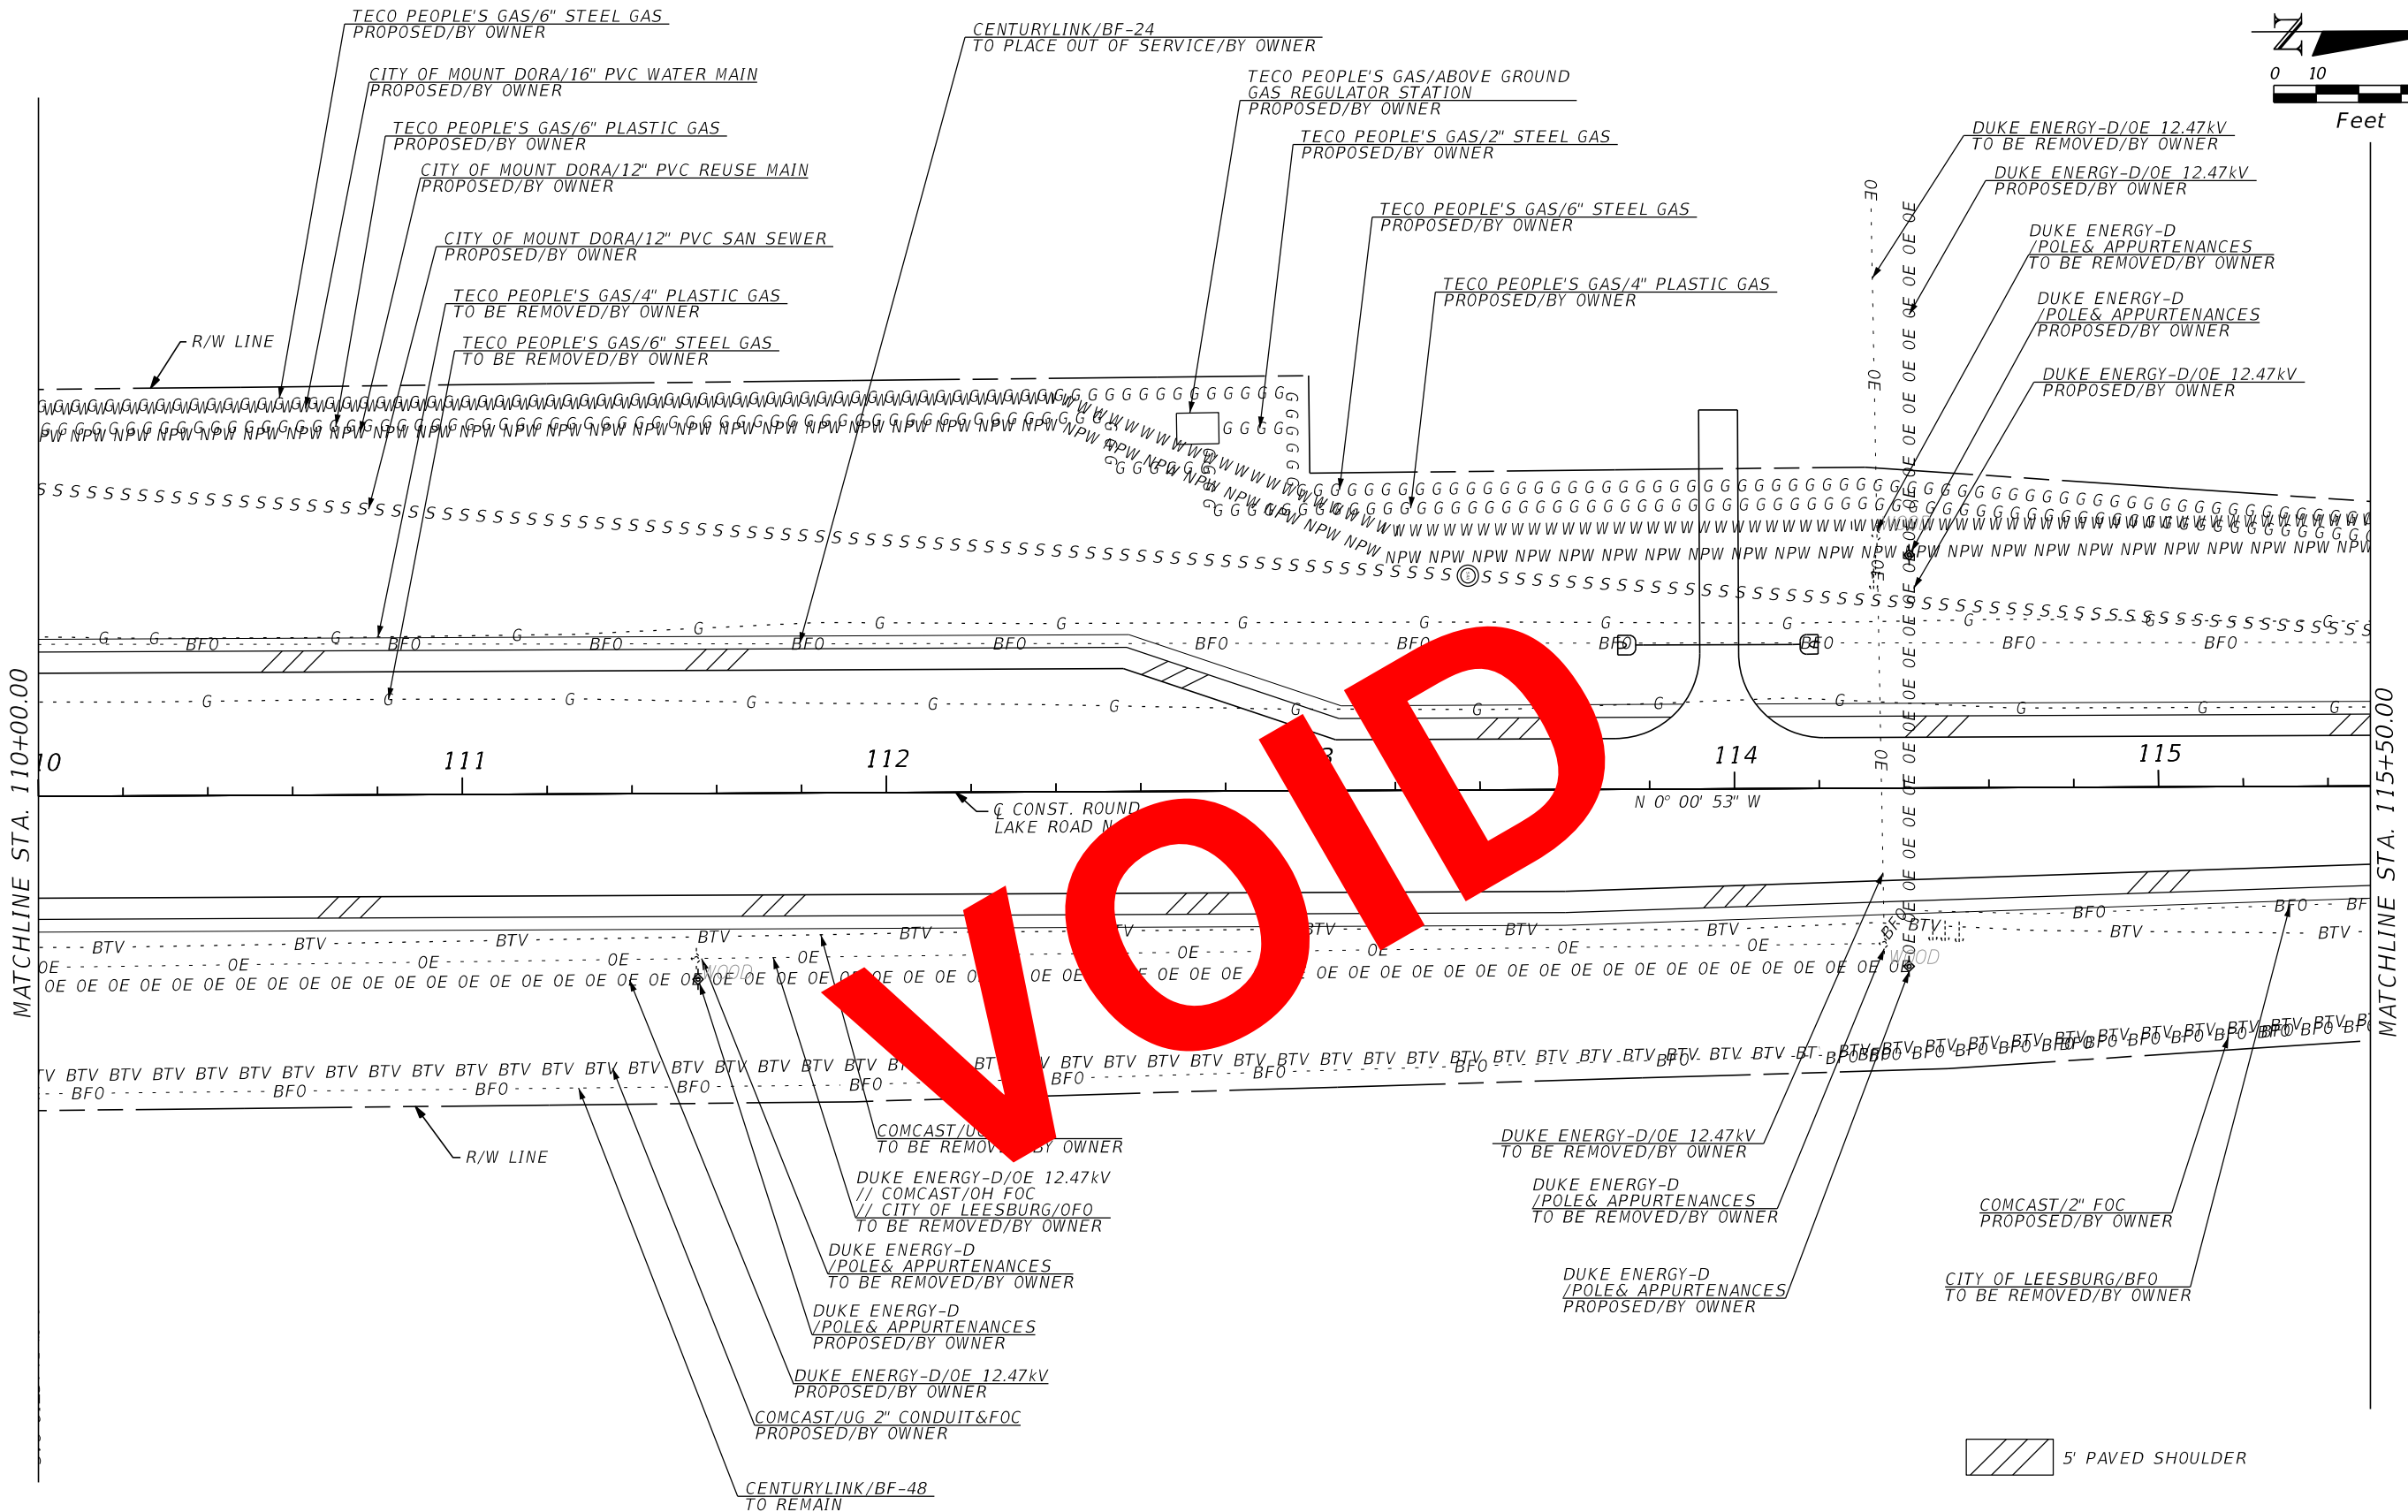 TECO PEOPLE'S GAS/6" STEEL GAS
PROPOSED/BY OWNER
CITY OF MOUNT DORA/16" PVC WATER MAIN
PROPOSED/BY OWNER
TECO PEOPLE'S GAS/6" PLASTIC GAS
PROPOSED/BY OWNER
CITY OF MOUNT DORA/12" PVC REUSE MAIN
PROPOSED/BY OWNER
CITY OF MOUNT DORA/12" PVC SAN SEWER
PROPOSED/BY OWNER
TECO PEOPLE'S GAS/4" PLASTIC GAS
TO BE REMOVED/BY OWNER
TECO PEOPLE'S GAS/6" STEEL GAS
TO BE REMOVED/BY OWNER
R/W LINE
CENTURYLINK/BF-24
TO PLACE OUT OF SERVICE/BY OWNER
TECO PEOPLE'S GAS/ABOVE GROUND
GAS REGULATOR STATION
PROPOSED/BY OWNER
TECO PEOPLE'S GAS/2" STEEL GAS
PROPOSED/BY OWNER
TECO PEOPLE'S GAS/6" STEEL GAS
PROPOSED/BY OWNER
TECO PEOPLE'S GAS/4" PLASTIC GAS
PROPOSED/BY OWNER
N
0 10
Feet
DUKE ENERGY-D/OE 12.47kV
TO BE REMOVED/BY OWNER
DUKE ENERGY-D/OE 12.47kV
PROPOSED/BY OWNER
DUKE ENERGY-D
/POLE& APPURTENANCES
TO BE REMOVED/BY OWNER
DUKE ENERGY-D
/POLE& APPURTENANCES
PROPOSED/BY OWNER
DUKE ENERGY-D/OE 12.47kV
PROPOSED/BY OWNER
MATCHLINE STA. 110+00.00
MATCHLINE STA. 115+50.00
111
112
114
115
℄ CONST. ROUND
LAKE ROAD
N 0° 00' 53" W
VOID
WOOD
WOOD
R/W LINE
COMCAST/
TO BE REMOVED/BY OWNER
DUKE ENERGY-D/OE 12.47kV
// COMCAST/OH FOC
// CITY OF LEESBURG/OFO
TO BE REMOVED/BY OWNER
DUKE ENERGY-D
/POLE& APPURTENANCES
TO BE REMOVED/BY OWNER
DUKE ENERGY-D
/POLE& APPURTENANCES
PROPOSED/BY OWNER
DUKE ENERGY-D/OE 12.47kV
PROPOSED/BY OWNER
COMCAST/UG 2" CONDUIT&FOC
PROPOSED/BY OWNER
CENTURYLINK/BF-48
TO REMAIN
DUKE ENERGY-D/OE 12.47kV
TO BE REMOVED/BY OWNER
DUKE ENERGY-D
/POLE& APPURTENANCES
TO BE REMOVED/BY OWNER
DUKE ENERGY-D
/POLE& APPURTENANCES
PROPOSED/BY OWNER
COMCAST/2" FOC
PROPOSED/BY OWNER
CITY OF LEESBURG/BFO
TO BE REMOVED/BY OWNER
5' PAVED SHOULDER